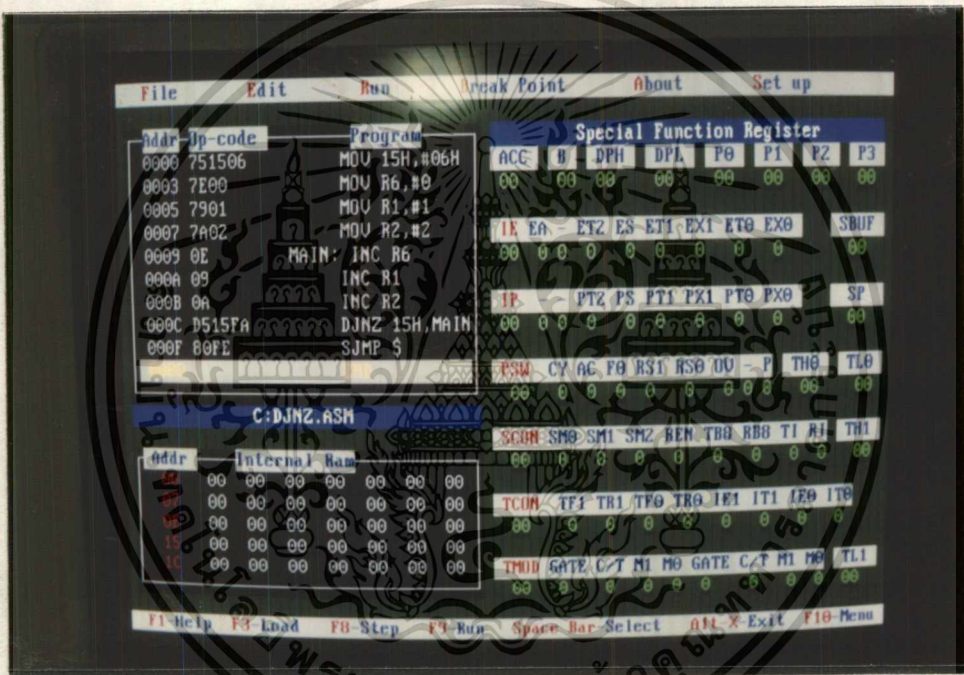 File Edit Run Break Point About Set up
Addr Op-code Program
0000 751506 MOV 15H,#06H
0003 7E00 MOV R6,#0
0005 7901 MOV R1,#1
0007 7A02 MOV R2,#2
0009 0E MAIN: INC R6
000A 09 INC R1
000B 0A INC R2
000C D515FA DJNZ 15H,MAIN
000F 80FE SJMP $
C:DJNZ.ASM
Addr Internal Ram
00 00 00 00 00 00 00
00 00 00 00 00 00 00
00 00 00 00 00 00 00
15 00 00 00 00 00 00 00
1C 00 00 00 00 00 00 00
Special Function Register
ACC B DPH DPL P0 P1 P2 P3
00 00 00 00 00 00 00 00
IE EA - ET2 ES ET1 EX1 ET0 EX0 SBUF
00 0 0 0 0 0 0 0 0 00
IP PT2 PS PT1 PX1 PT0 PX0 SP
00 0 0 0 0 0 0 0 0 00
PSW CY AC F0 RS1 RS0 OV - P TH0 TL0
00 0 0 0 0 0 0 0 0 00 00
SCON SM0 SM1 SM2 REN TB8 RB8 TI RI TH1
00 0 0 0 0 0 0 0 0 00
TCON TF1 TR1 TF0 TR0 IE1 IT1 IE0 IT0
00 0 0 0 0 0 0 0 0
TMOD GATE C/T M1 M0 GATE C/T M1 M0 TL1
00 0 0 0 0 0 0 0 0 00
F1-Help F3-Load F8-Step F9-Run Space Bar-Select Alt-X-Exit F10-Menu